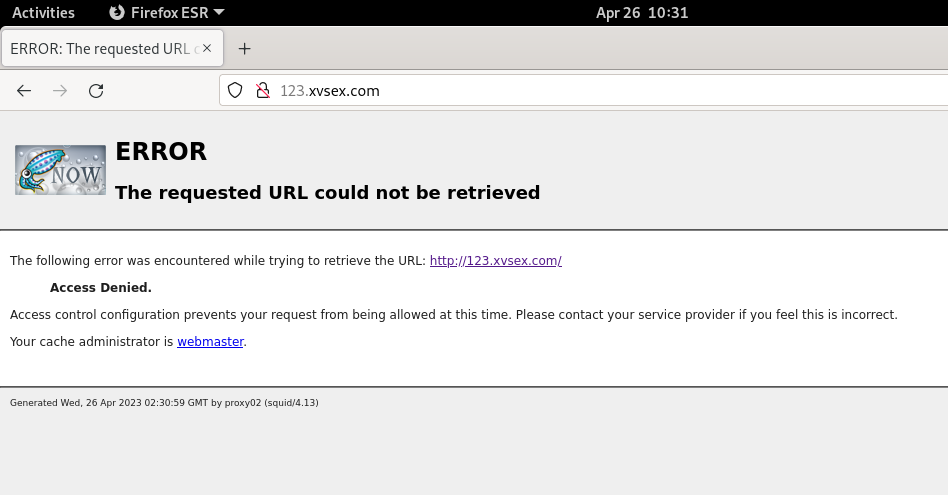 Activities Firefox ESR Apr 26 10:31
ERROR: The requested URL
123.xvsex.com
NOW
ERROR
The requested URL could not be retrieved
The following error was encountered while trying to retrieve the URL: http://123.xvsex.com/
Access Denied.
Access control configuration prevents your request from being allowed at this time. Please contact your service provider if you feel this is incorrect.
Your cache administrator is webmaster.
Generated Wed, 26 Apr 2023 02:30:59 GMT by proxy02 (squid/4.13)